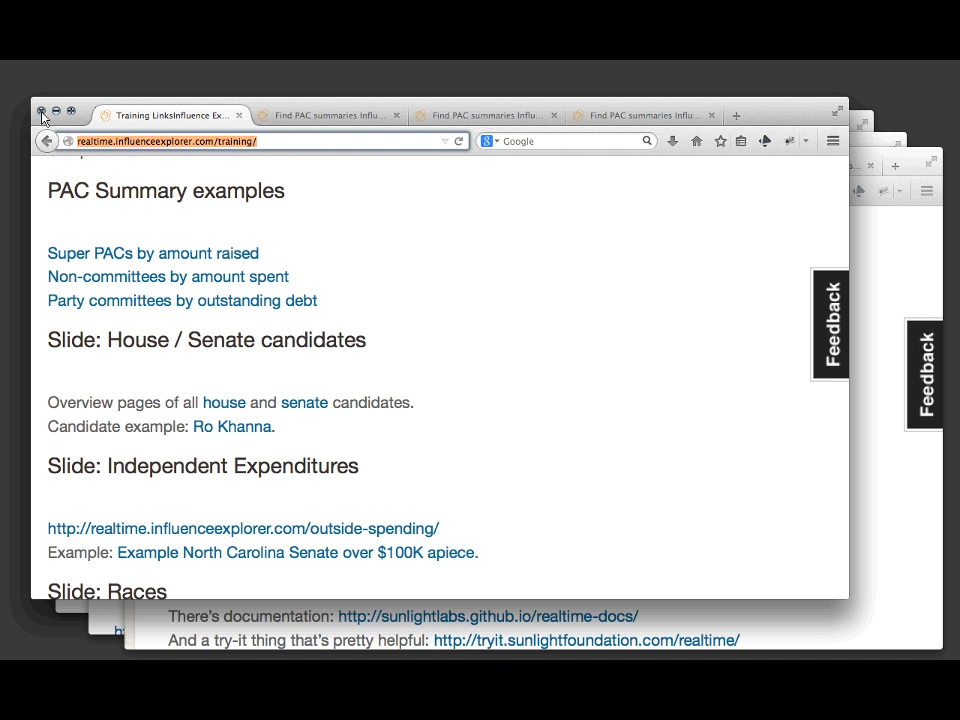 Training LinksInfluence Ex...
Find PAC summaries Influ...
Find PAC summaries Influ...
Find PAC summaries Influ...
realtime.influenceexplorer.com/training/
Google
PAC Summary examples
Super PACs by amount raised
Non-committees by amount spent
Party committees by outstanding debt
Slide: House / Senate candidates
Overview pages of all house and senate candidates.
Candidate example: Ro Khanna.
Slide: Independent Expenditures
http://realtime.influenceexplorer.com/outside-spending/
Example: Example North Carolina Senate over $100K apiece.
Slide: Races
Feedback
Feedback
There's documentation: http://sunlightlabs.github.io/realtime-docs/
And a try-it thing that's pretty helpful: http://tryit.sunlightfoundation.com/realtime/